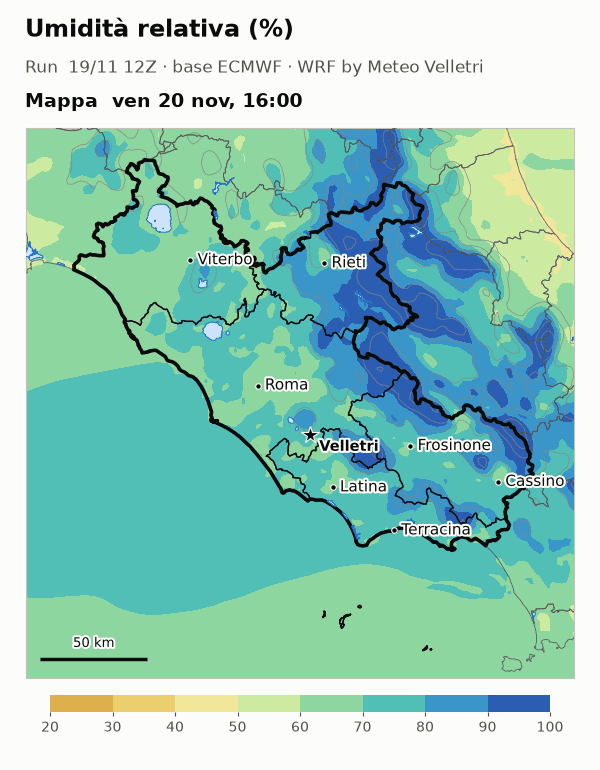 Umidità relativa (%)
Run  19/11 12Z · base ECMWF · WRF by Meteo Velletri
Mappa  ven 20 nov, 16:00
Viterbo
Rieti
Roma
Velletri
Frosinone
Cassino
Latina
Terracina
50 km
20 30 40 50 60 70 80 90 100